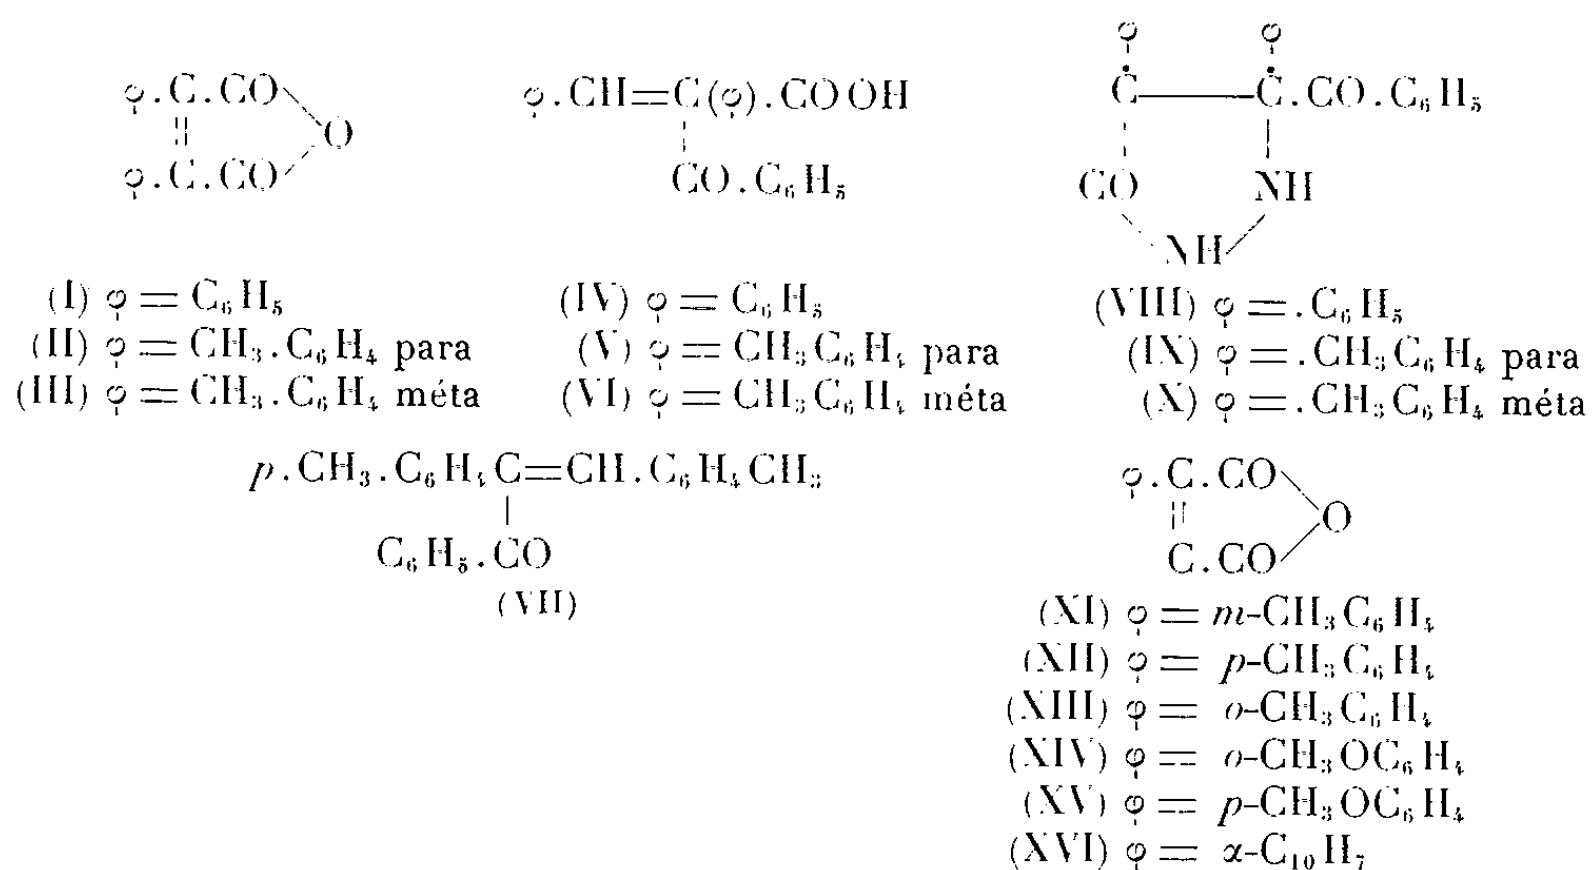 φ.C.CO
O
φ.C.CO
φ.CH=C(φ).COOH
CO.C₆H₅
φ φ
C—C.CO.C₆H₅
CO NH
NH
(I) φ = C₆H₅
(II) φ = CH₃.C₆H₄ para
(III) φ = CH₃.C₆H₄ méta
(IV) φ = C₆H₅
(V) φ = CH₃C₆H₄ para
(VI) φ = CH₃C₆H₄ méta
(VIII) φ =.C₆H₅
(IX) φ =.CH₃C₆H₄ para
(X) φ =.CH₃C₆H₄ méta
p.CH₃.C₆H₄C=CH.C₆H₄CH₃
C₆H₅.CO
(VII)
φ.C.CO
O
C.CO
(XI) φ = m-CH₃C₆H₄
(XII) φ = p-CH₃C₆H₄
(XIII) φ = o-CH₃C₆H₄
(XIV) φ = o-CH₃OC₆H₄
(XV) φ = p-CH₃OC₆H₄
(XVI) φ = α-C₁₀H₇